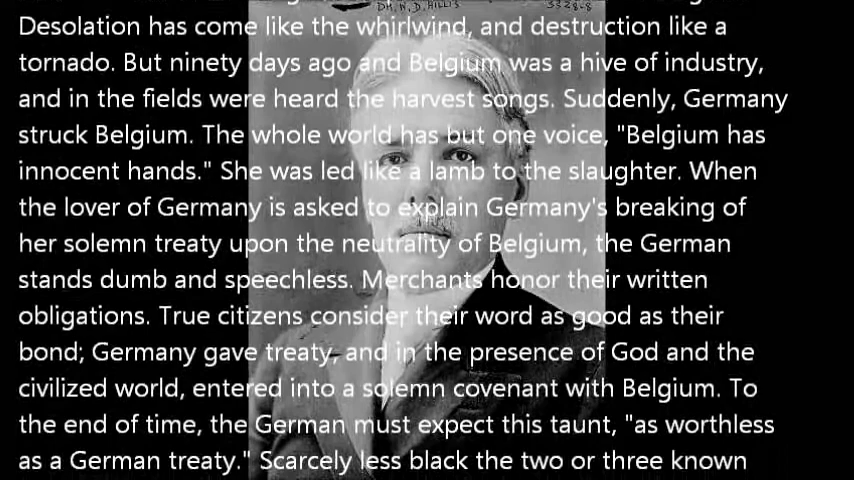 DR. W. D. HILLIS 3328-8
Desolation has come like the whirlwind, and destruction like a
tornado. But ninety days ago and Belgium was a hive of industry,
and in the fields were heard the harvest songs. Suddenly, Germany
struck Belgium. The whole world has but one voice, "Belgium has
innocent hands." She was led like a lamb to the slaughter. When
the lover of Germany is asked to explain Germany's breaking of
her solemn treaty upon the neutrality of Belgium, the German
stands dumb and speechless. Merchants honor their written
obligations. True citizens consider their word as good as their
bond; Germany gave treaty, and in the presence of God and the
civilized world, entered into a solemn covenant with Belgium. To
the end of time, the German must expect this taunt, "as worthless
as a German treaty." Scarcely less black the two or three known